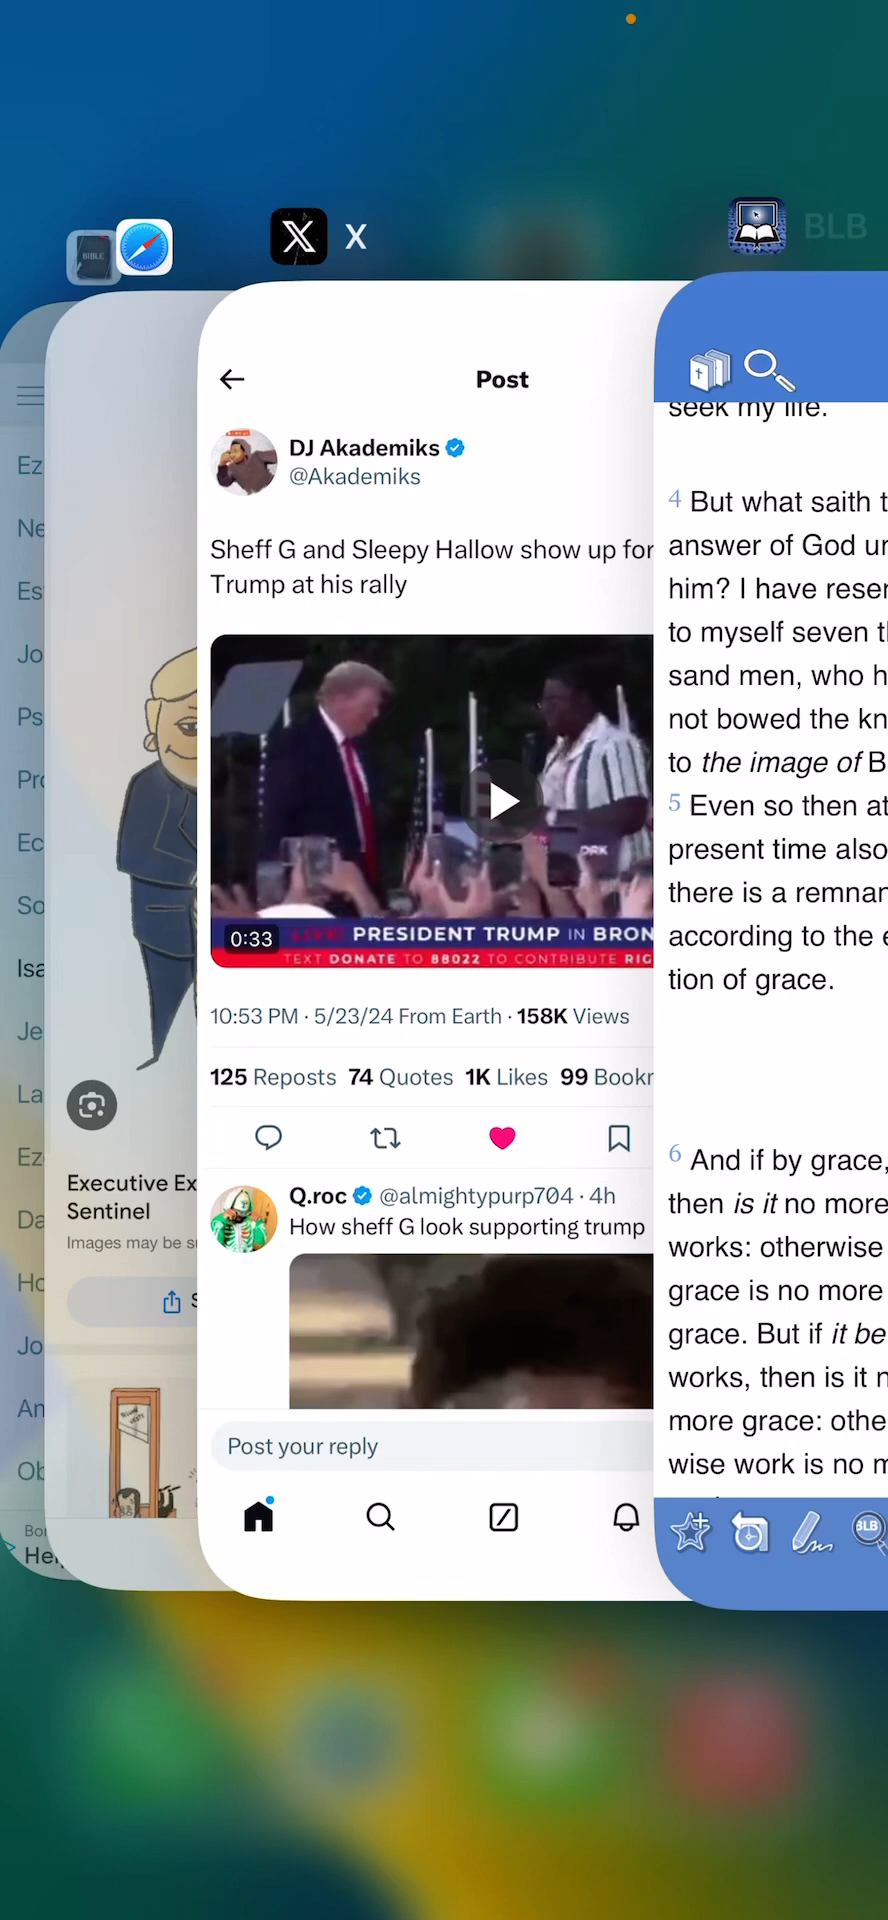 BIBLE
X
BLB
Ez
Ne
Es
Jo
Ps
Pro
Ec
So
Isa
Je
La
Ez
Da
Ho
Jo
Am
Ob
Executive Ex
Sentinel
Images may be su
S
Post
DJ Akademiks
@Akademiks
Sheff G and Sleepy Hallow show up for
Trump at his rally
0:33
LIVE PRESIDENT TRUMP IN BRON
TEXT DONATE TO 88022 TO CONTRIBUTE RIG
10:53 PM · 5/23/24 From Earth · 158K Views
125 Reposts 74 Quotes 1K Likes 99 Bookr
Q.roc @almightypurp704 · 4h
How sheff G look supporting trump
Post your reply
seek my life.
4 But what saith t
answer of God un
him? I have reser
to myself seven th
sand men, who h
not bowed the kn
to the image of B
5 Even so then at
present time also
there is a remnan
according to the e
tion of grace.
6 And if by grace,
then is it no more
works: otherwise
grace is no more
grace. But if it be
works, then is it n
more grace: othe
wise work is no m
BLB